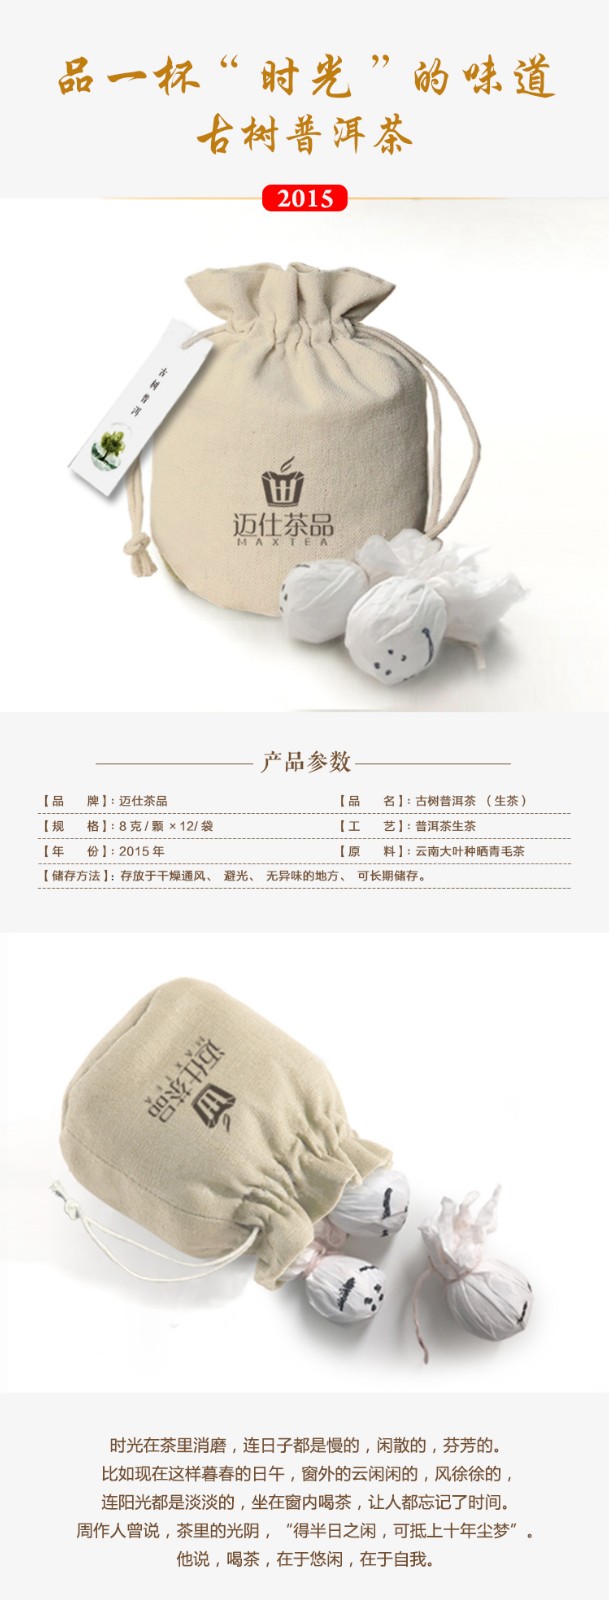 品一杯“时光”的味道
古树普洱茶
2015
古树普洱
迈仕茶品
MAXTEA
产品参数
【品 牌】：迈仕茶品 【品 名】：古树普洱茶（生茶）
【规 格】：8克/颗 ×12/袋 【工 艺】：普洱茶生茶
【年 份】：2015年 【原 料】：云南大叶种晒青毛茶
【储存方法】：存放于干燥通风、 避光、 无异味的地方、 可长期储存。
迈仕茶品
MAXTEA
时光在茶里消磨，连日子都是慢的，闲散的，芬芳的。
比如现在这样暮春的日午，窗外的云闲闲的，风徐徐的，
连阳光都是淡淡的，坐在窗内喝茶，让人都忘记了时间。
周作人曾说，茶里的光阴，“得半日之闲，可抵上十年尘梦”。
他说，喝茶，在于悠闲，在于自我。